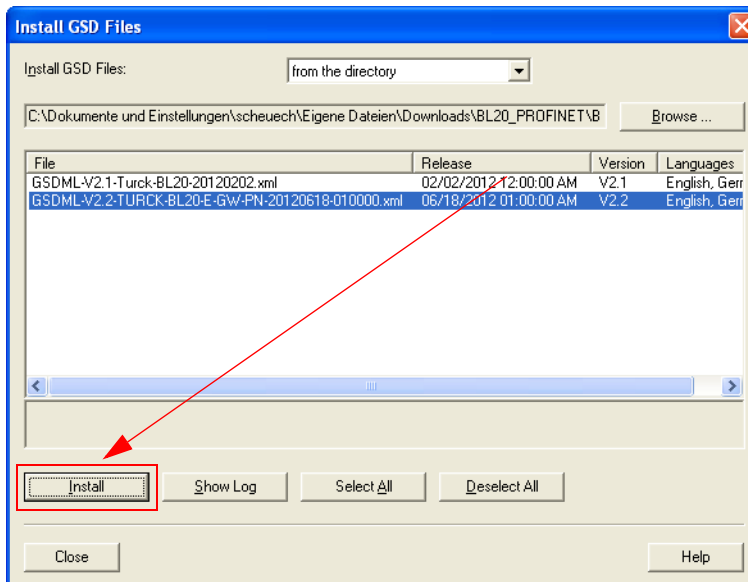 Install GSD Files
Install GSD Files: from the directory
C:\Dokumente und Einstellungen\scheuech\Eigene Dateien\Downloads\BL20_PROFINET\B Browse ...
File Release Version Languages
GSDML-V2.1-Turck-BL20-20120202.xml 02/02/2012 12:00:00 AM V2.1 English, Gerr
GSDML-V2.2-TURCK-BL20-E-GW-PN-20120618-010000.xml 06/18/2012 01:00:00 AM V2.2 English, Gerr
Install Show Log Select All Deselect All
Close Help